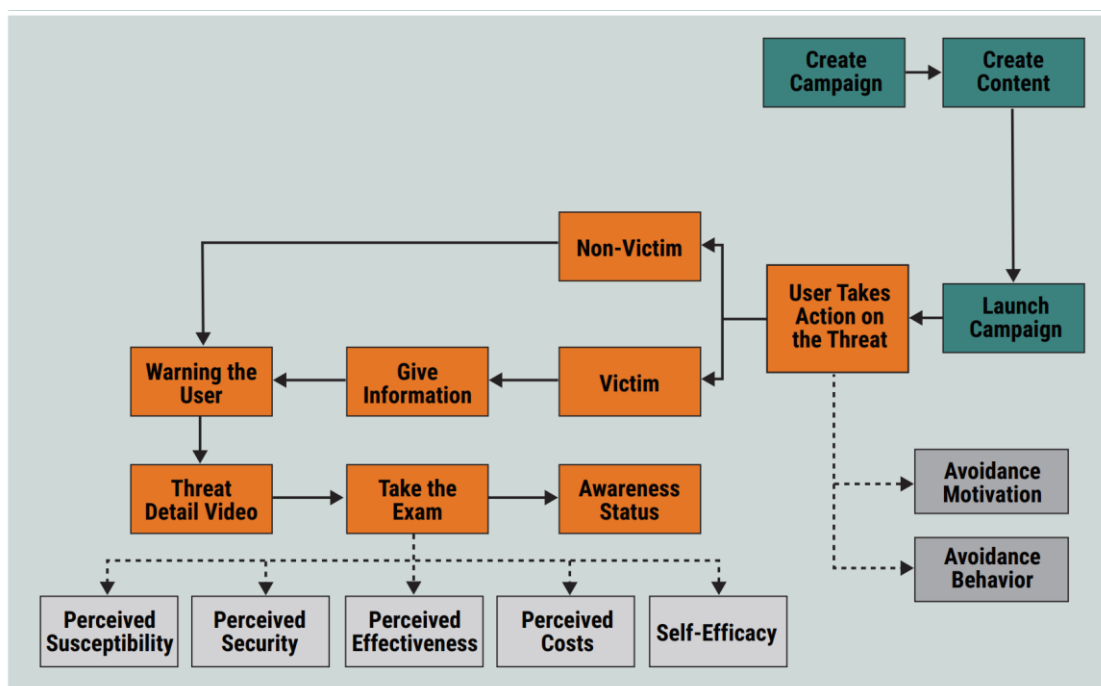 Create
Campaign
Create
Content
Non-Victim
User Takes
Action on
the Threat
Launch
Campaign
Warning the
User
Give
Information
Victim
Threat
Detail Video
Take the
Exam
Awareness
Status
Avoidance
Motivation
Avoidance
Behavior
Perceived
Susceptibility
Perceived
Security
Perceived
Effectiveness
Perceived
Costs
Self-Efficacy